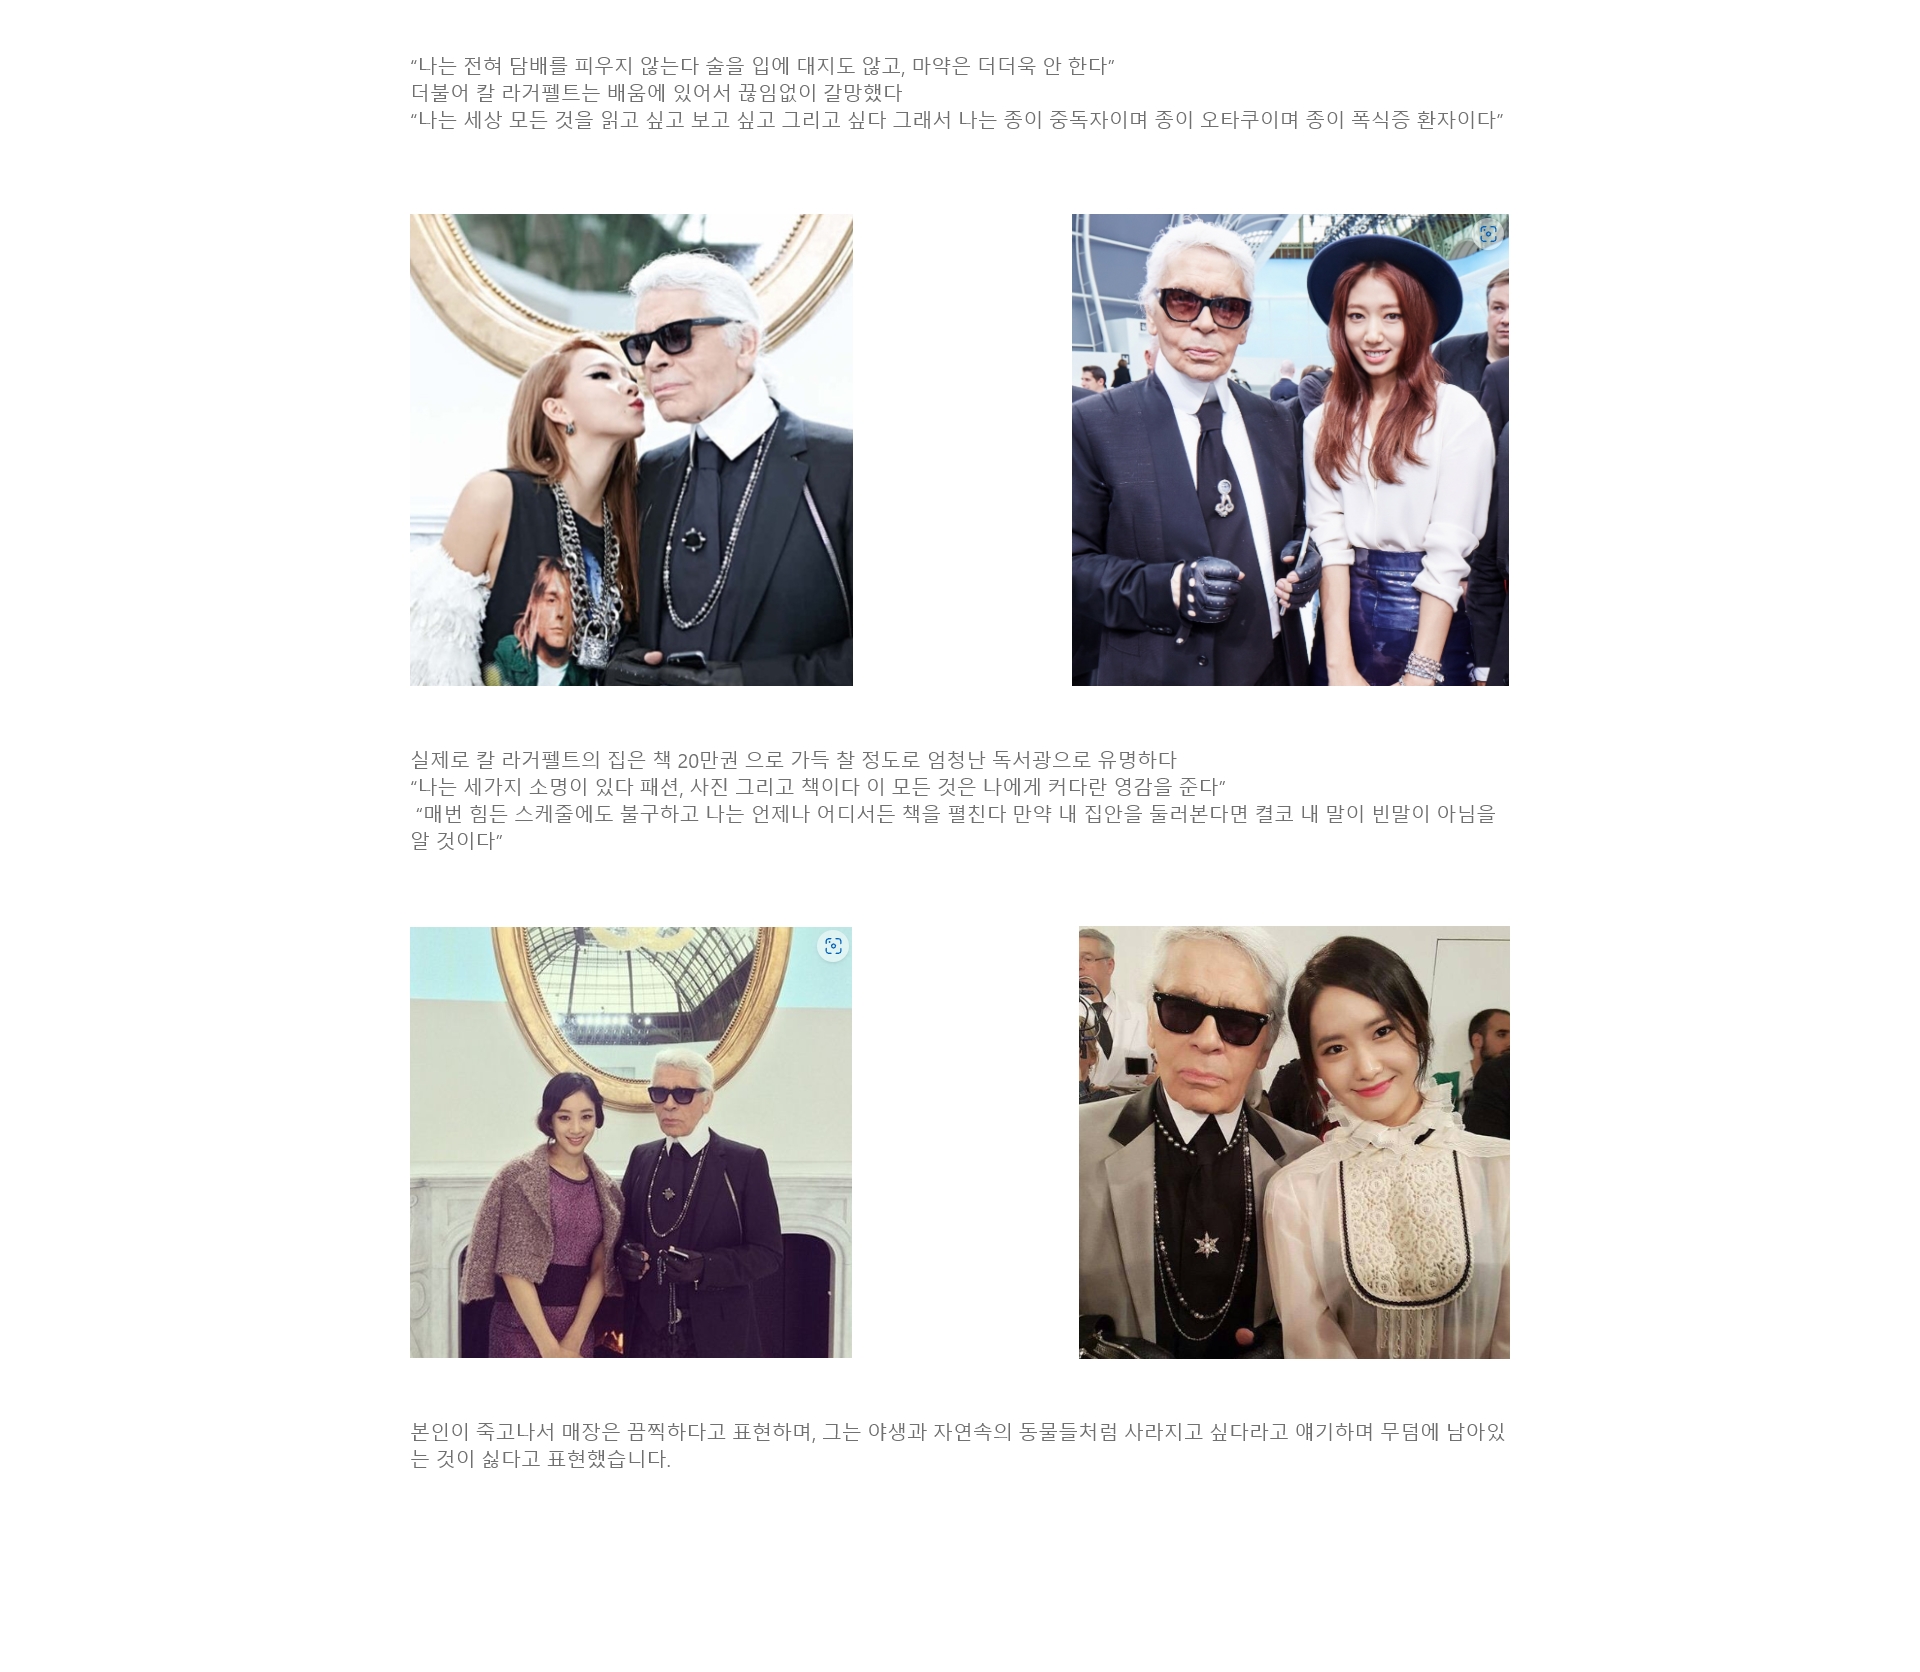 “나는 전혀 담배를 피우지 않는다 술을 입에 대지도 않고, 마약은 더더욱 안 한다”
더불어 칼 라거펠트는 배움에 있어서 끊임없이 갈망했다
“나는 세상 모든 것을 읽고 싶고 보고 싶고 그리고 싶다 그래서 나는 종이 중독자이며 종이 오타쿠이며 종이 폭식증 환자이다”
실제로 칼 라거펠트의 집은 책 20만권 으로 가득 찰 정도로 엄청난 독서광으로 유명하다
“나는 세가지 소명이 있다 패션, 사진 그리고 책이다 이 모든 것은 나에게 커다란 영감을 준다”
“매번 힘든 스케줄에도 불구하고 나는 언제나 어디서든 책을 펼친다 만약 내 집안을 둘러본다면 켤코 내 말이 빈말이 아님을
알 것이다”
본인이 죽고나서 매장은 끔찍하다고 표현하며, 그는 야생과 자연속의 동물들처럼 사라지고 싶다라고 얘기하며 무덤에 남아있
는 것이 싫다고 표현했습니다.